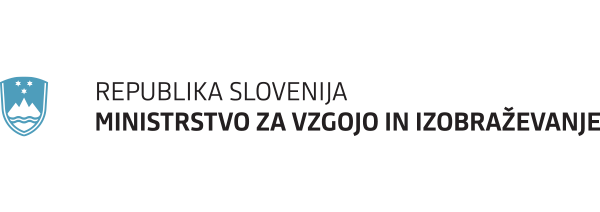 REPUBLIKA SLOVENIJA
MINISTRSTVO ZA VZGOJO IN IZOBRAŽEVANJE